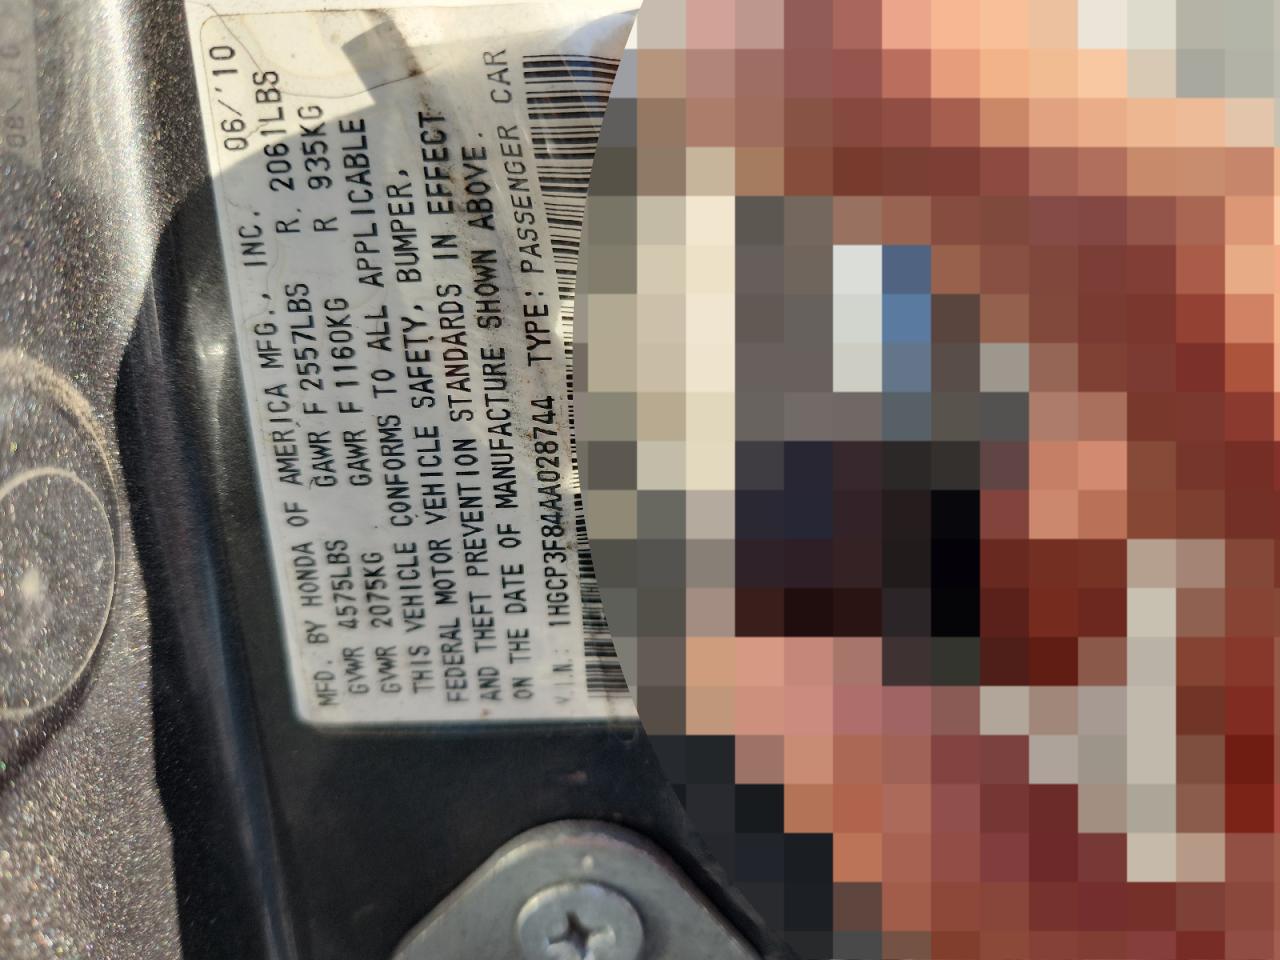 MFD. BY HONDA OF AMERICA MFG., INC. 06/'10
GVWR 4575LBS GAWR F 2557LBS R. 2061LBS
GVWR 2075KG GAWR F 1160KG R 935KG
THIS VEHICLE CONFORMS TO ALL APPLICABLE
FEDERAL MOTOR VEHICLE SAFETY, BUMPER,
AND THEFT PREVENTION STANDARDS IN EFFECT
ON THE DATE OF MANUFACTURE SHOWN ABOVE.
V.I.N.: 1HGCP3F84AA028744 TYPE: PASSENGER CAR